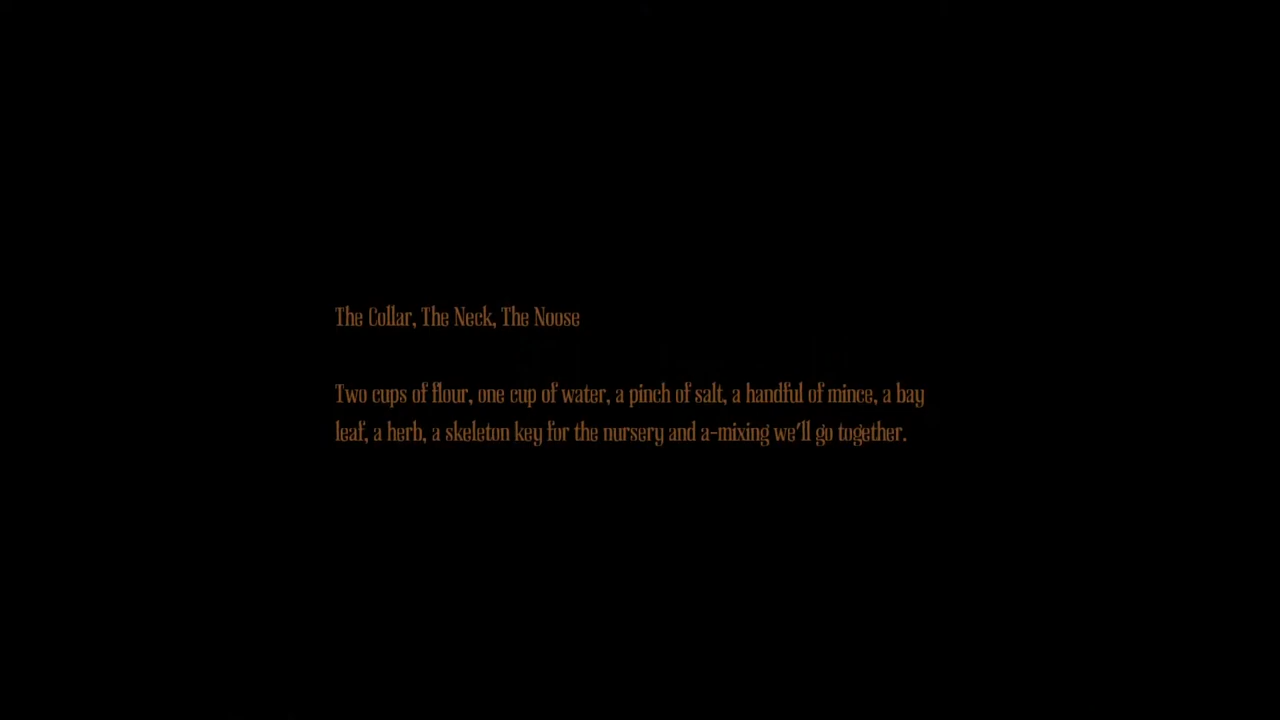 The Collar, The Neck, The Noose
Two cups of flour, one cup of water, a pinch of salt, a handful of mince, a bay
leaf, a herb, a skeleton key for the nursery and a-mixing we'll go together.